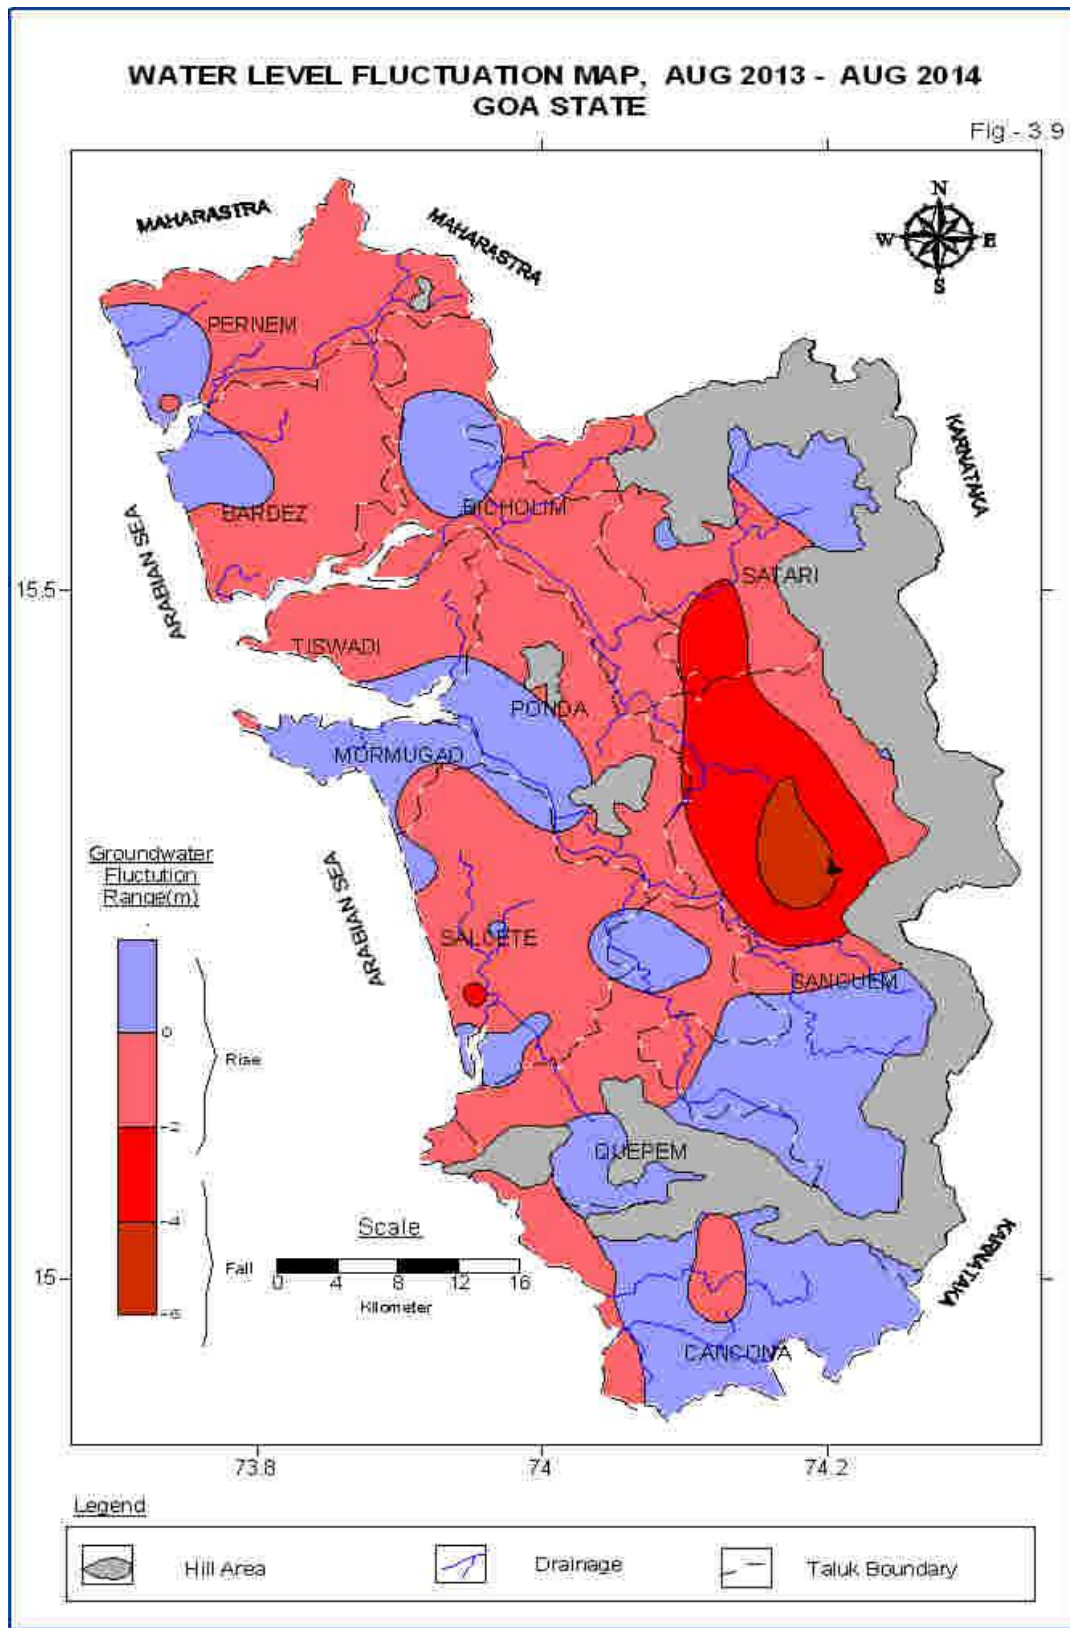 WATER LEVEL FLUCTUATION MAP, AUG 2013 - AUG 2014
GOA STATE
Fig - 3.9
MAHARASTRA
MAHARASTRA
N
W
E
S
PERNEM
KARNATAKA
BICHOLIM
BARDEZ
ARABIAN SEA
15.5
SATARI
TISWADI
PONDA
MORMUGAO
Groundwater
Fluctution
Range(m)
ARABIAN SEA
SALCETE
SANGUEM
0
Rise
-2
QUEPEM
-4
Fall
-6
Scale
0 4 8 12 16
Kilometer
KARNATAKA
15
CANCONA
73.8 74 74.2
Legend
Hill Area
Drainage
Taluk Boundary